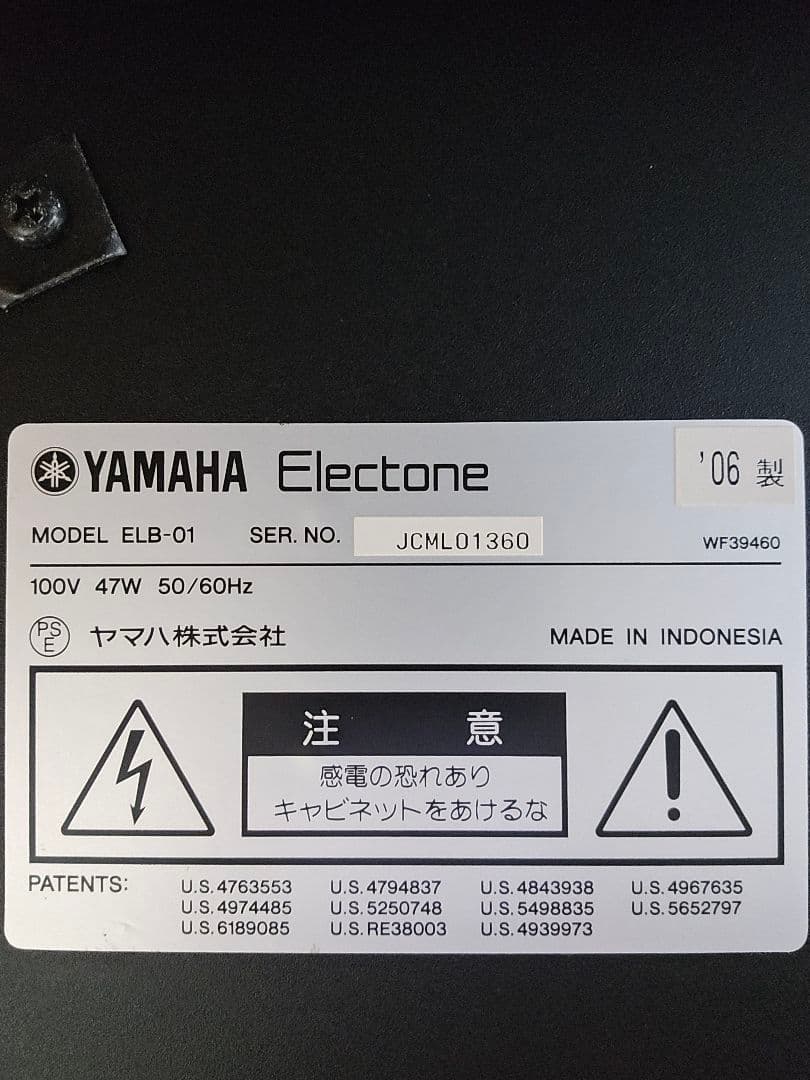 YAMAHA Electone '06 製
MODEL ELB-01 SER. NO. JCML01360 WF39460
100V 47W 50/60Hz
PSE ヤマハ株式会社 MADE IN INDONESIA
注意
感電の恐れあり
キャビネットをあけるな
PATENTS: U.S.4763553 U.S.4794837 U.S.4843938 U.S.4967635
U.S.4974485 U.S.5250748 U.S.5498835 U.S.5652797
U.S.6189085 U.S.RE38003 U.S.4939973